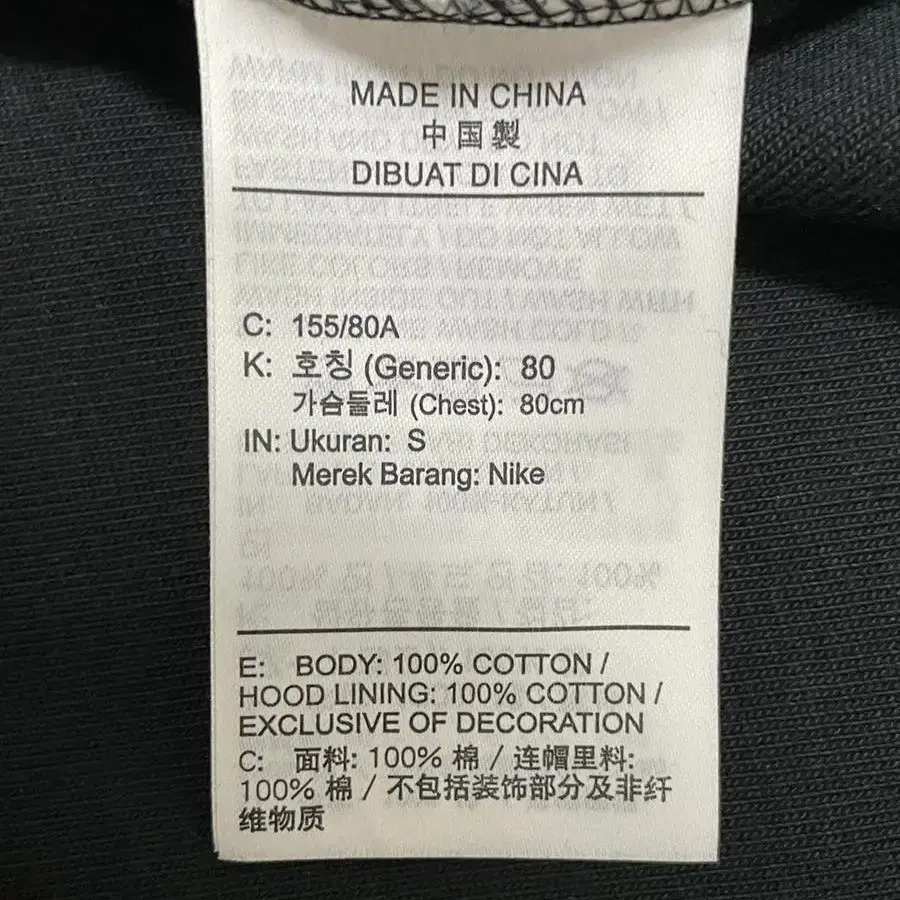 MADE IN CHINA
中国製
DIBUAT DI CINA
C: 155/80A
K: 호칭 (Generic): 80
가슴둘레 (Chest): 80cm
IN: Ukuran: S
Merek Barang: Nike
E: BODY: 100% COTTON /
HOOD LINING: 100% COTTON /
EXCLUSIVE OF DECORATION
C: 面料: 100% 棉 / 连帽里料:
100% 棉 / 不包括装饰部分及非纤
维物质